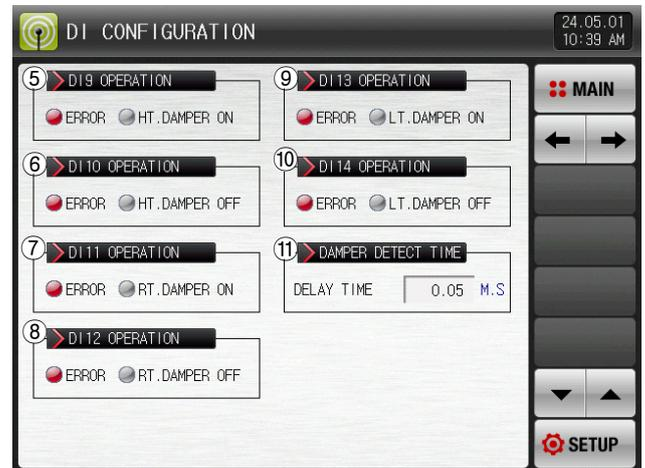 DI CONFIGURATION
24.05.01
10:39 AM
⑤ DI9 OPERATION
ERROR HT.DAMPER ON
⑥ DI10 OPERATION
ERROR HT.DAMPER OFF
⑦ DI11 OPERATION
ERROR RT.DAMPER ON
⑧ DI12 OPERATION
ERROR RT.DAMPER OFF
⑨ DI13 OPERATION
ERROR LT.DAMPER ON
⑩ DI14 OPERATION
ERROR LT.DAMPER OFF
⑪ DAMPER DETECT TIME
DELAY TIME 0.05 M.S
MAIN
SETUP